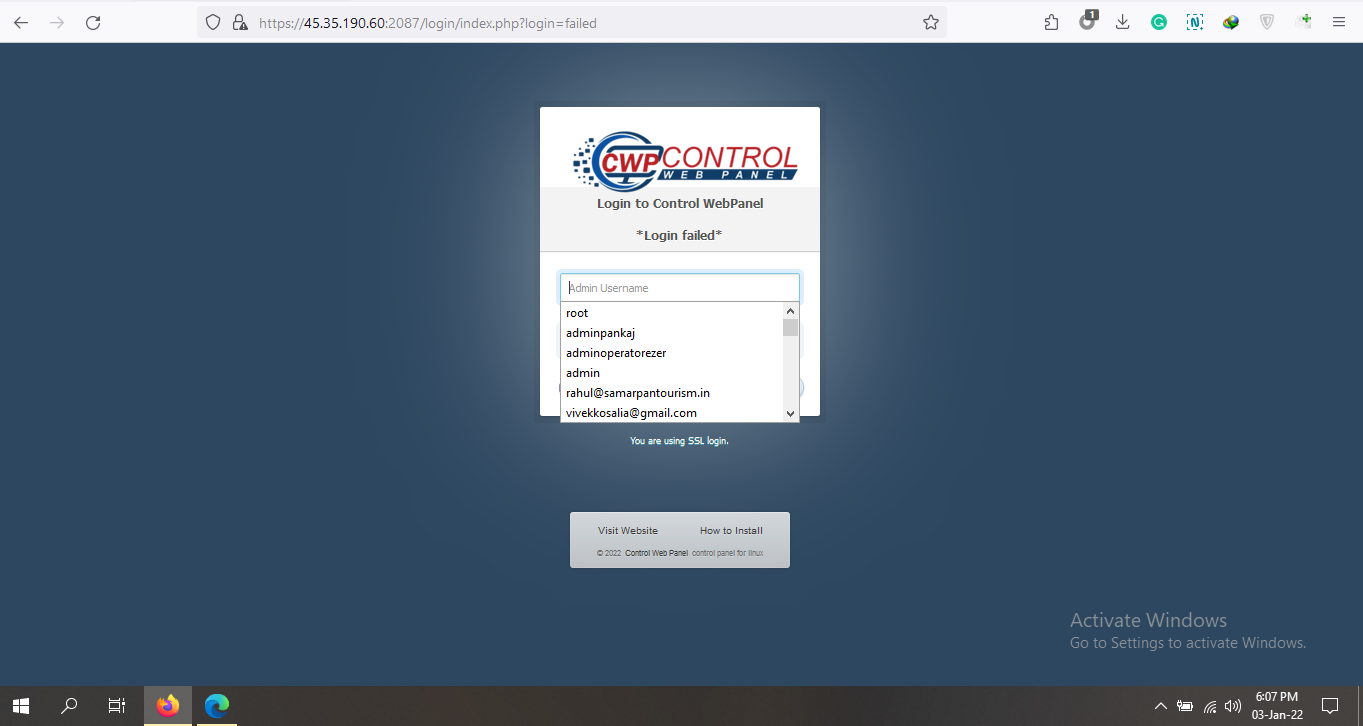 https://45.35.190.60:2087/login/index.php?login=failed
1
CWP CONTROL
WEB PANEL
Login to Control WebPanel
*Login failed*
Admin Username
root
adminpankaj
adminoperatorezer
admin
rahul@samarpantourism.in
vivekkosalia@gmail.com
You are using SSL login.
Visit Website How to Install
© 2022 Control Web Panel control panel for linux
Activate Windows
Go to Settings to activate Windows.
6:07 PM
03-Jan-22